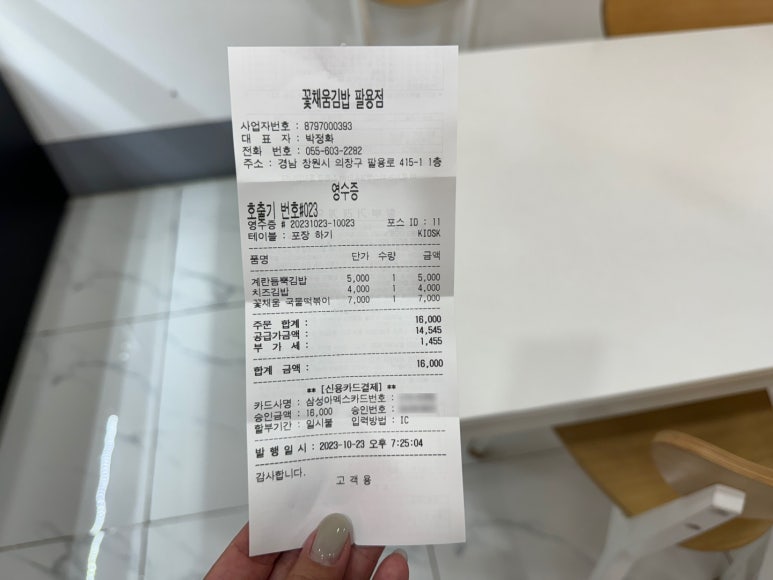 꽃채움김밥 팔용점
사업자번호 : 8797000393
대 표 자 : 박정화
전화 번호 : 055-603-2282
주소 : 경남 창원시 의창구 팔용로 415-1 1층
영수증
호출기 번호#023
영수증 # 20231023-10023 포스 ID : 11
테이블 : 포장 하기 KIOSK
품명 단가 수량 금액
계란듬뿍김밥 5,000 1 5,000
치즈김밥 4,000 1 4,000
꽃채움 국물떡볶이 7,000 1 7,000
주문 합계 : 16,000
공급가금액 : 14,545
부 가 세 : 1,455
합계 금액 : 16,000
** [신용카드결제] **
카드사명 : 삼성아멕스카드번호 :
승인금액 : 16,000 승인번호 :
할부기간 : 일시불 입력방법 : IC
발 행 일 시 : 2023-10-23 오후 7:25:04
감사합니다.
고 객 용